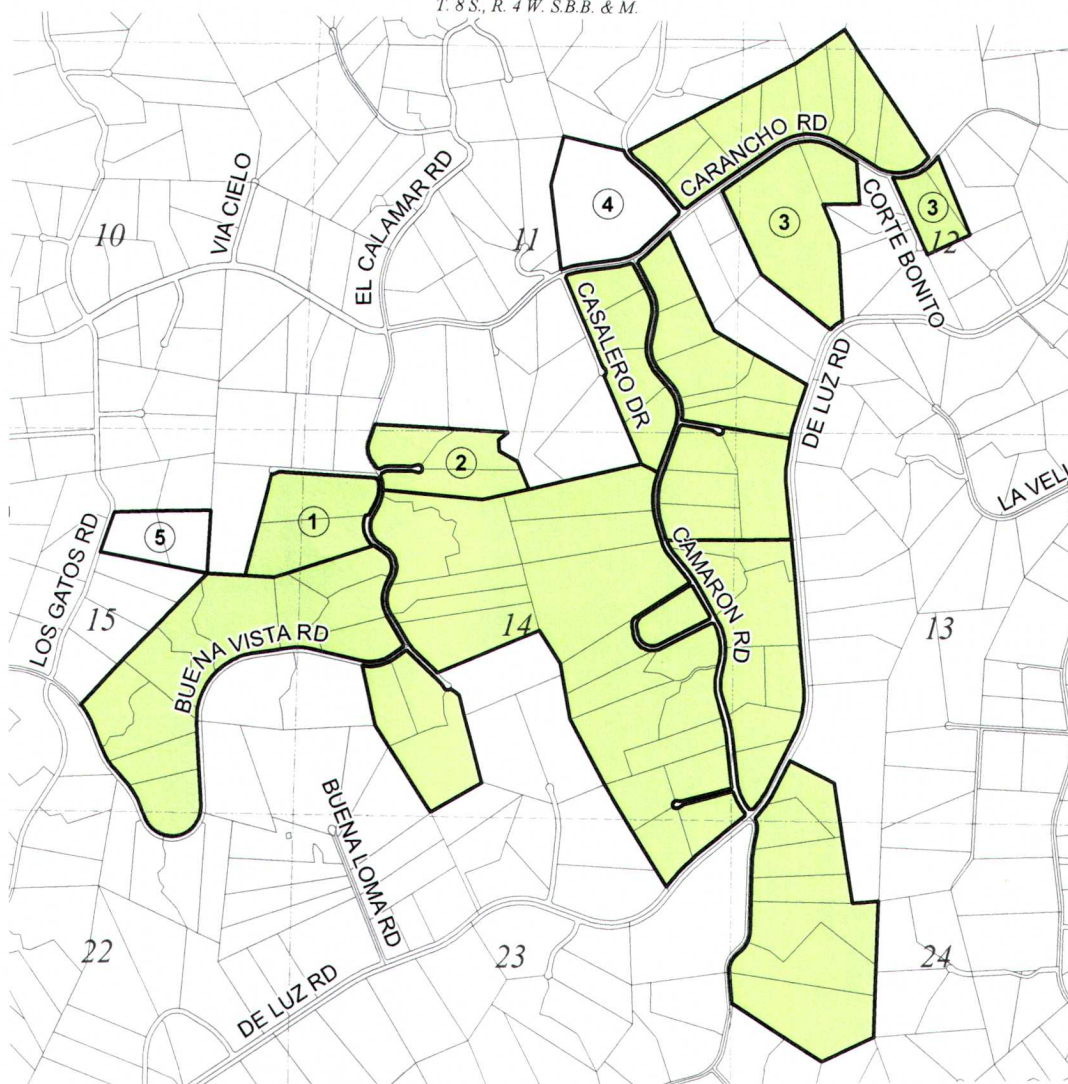 T. 8 S., R. 4 W. S.B.B. & M.
CARANCHO RD
VIA CIELO
EL CALAMAR RD
4
3
3
CORTE BONITO
10
11
12
CASALERO DR
DE LUZ RD
2
LA VEL
1
5
LOS GATOS RD
CAMARON RD
15
14
13
BUENA VISTA RD
BUENA LOMA RD
22
23
24
DE LUZ RD